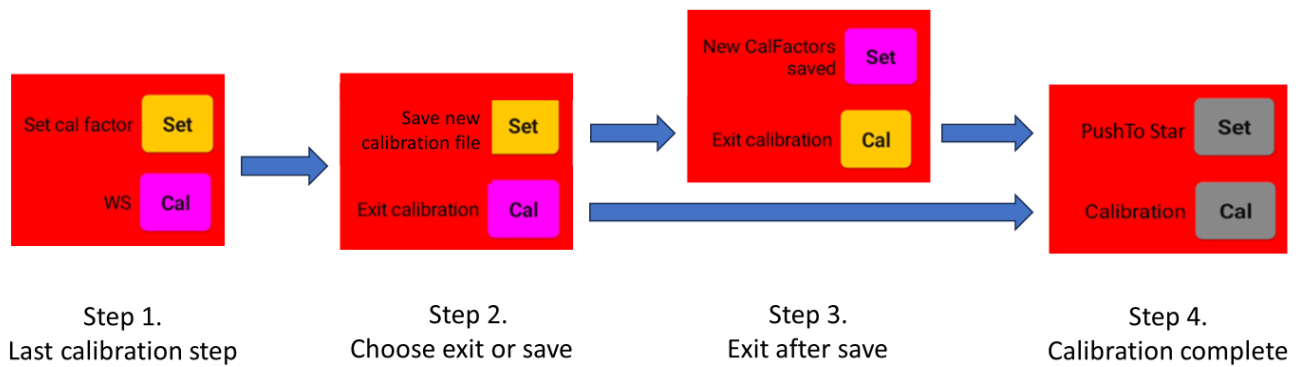 Set cal factor Set
WS Cal
Save new
calibration file Set
Exit calibration Cal
New CalFactors
saved Set
Exit calibration Cal
PushTo Star Set
Calibration Cal
Step 1.
Last calibration step
Step 2.
Choose exit or save
Step 3.
Exit after save
Step 4.
Calibration complete